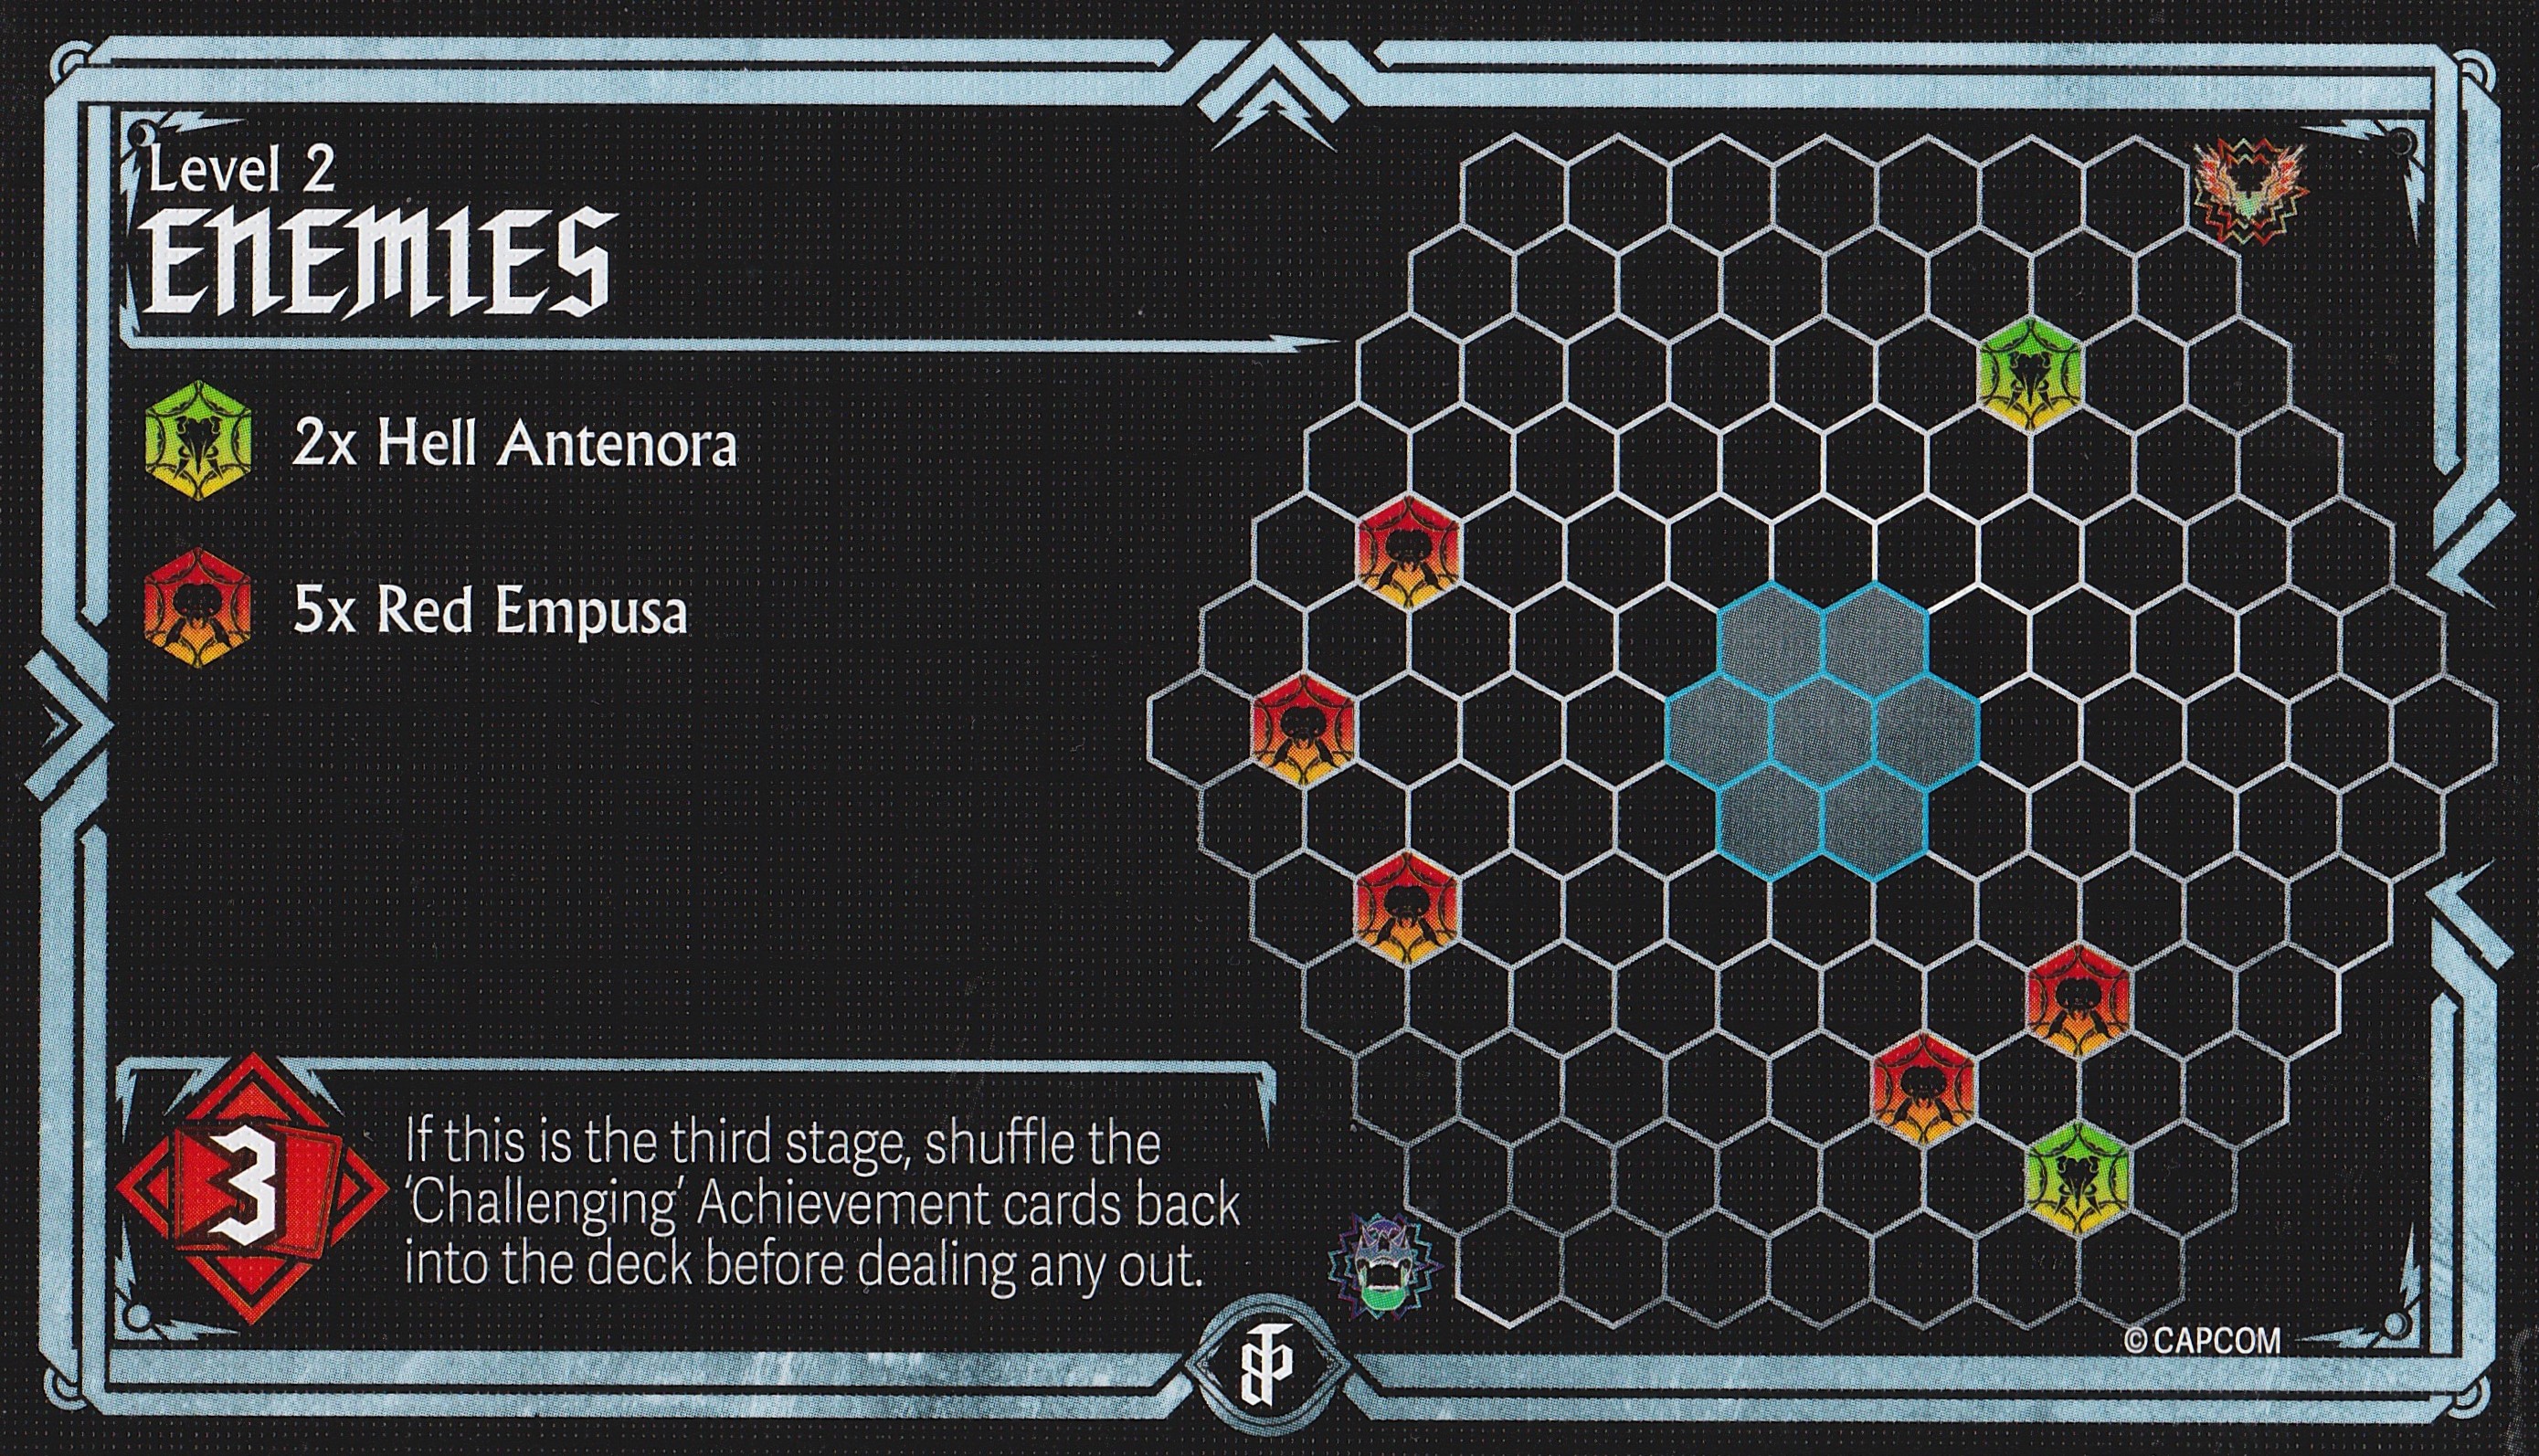 Level 2
ENEMIES
2x Hell Antenora
5x Red Empusa
3
If this is the third stage, shuffle the
'Challenging' Achievement cards back
into the deck before dealing any out.
© CAPCOM